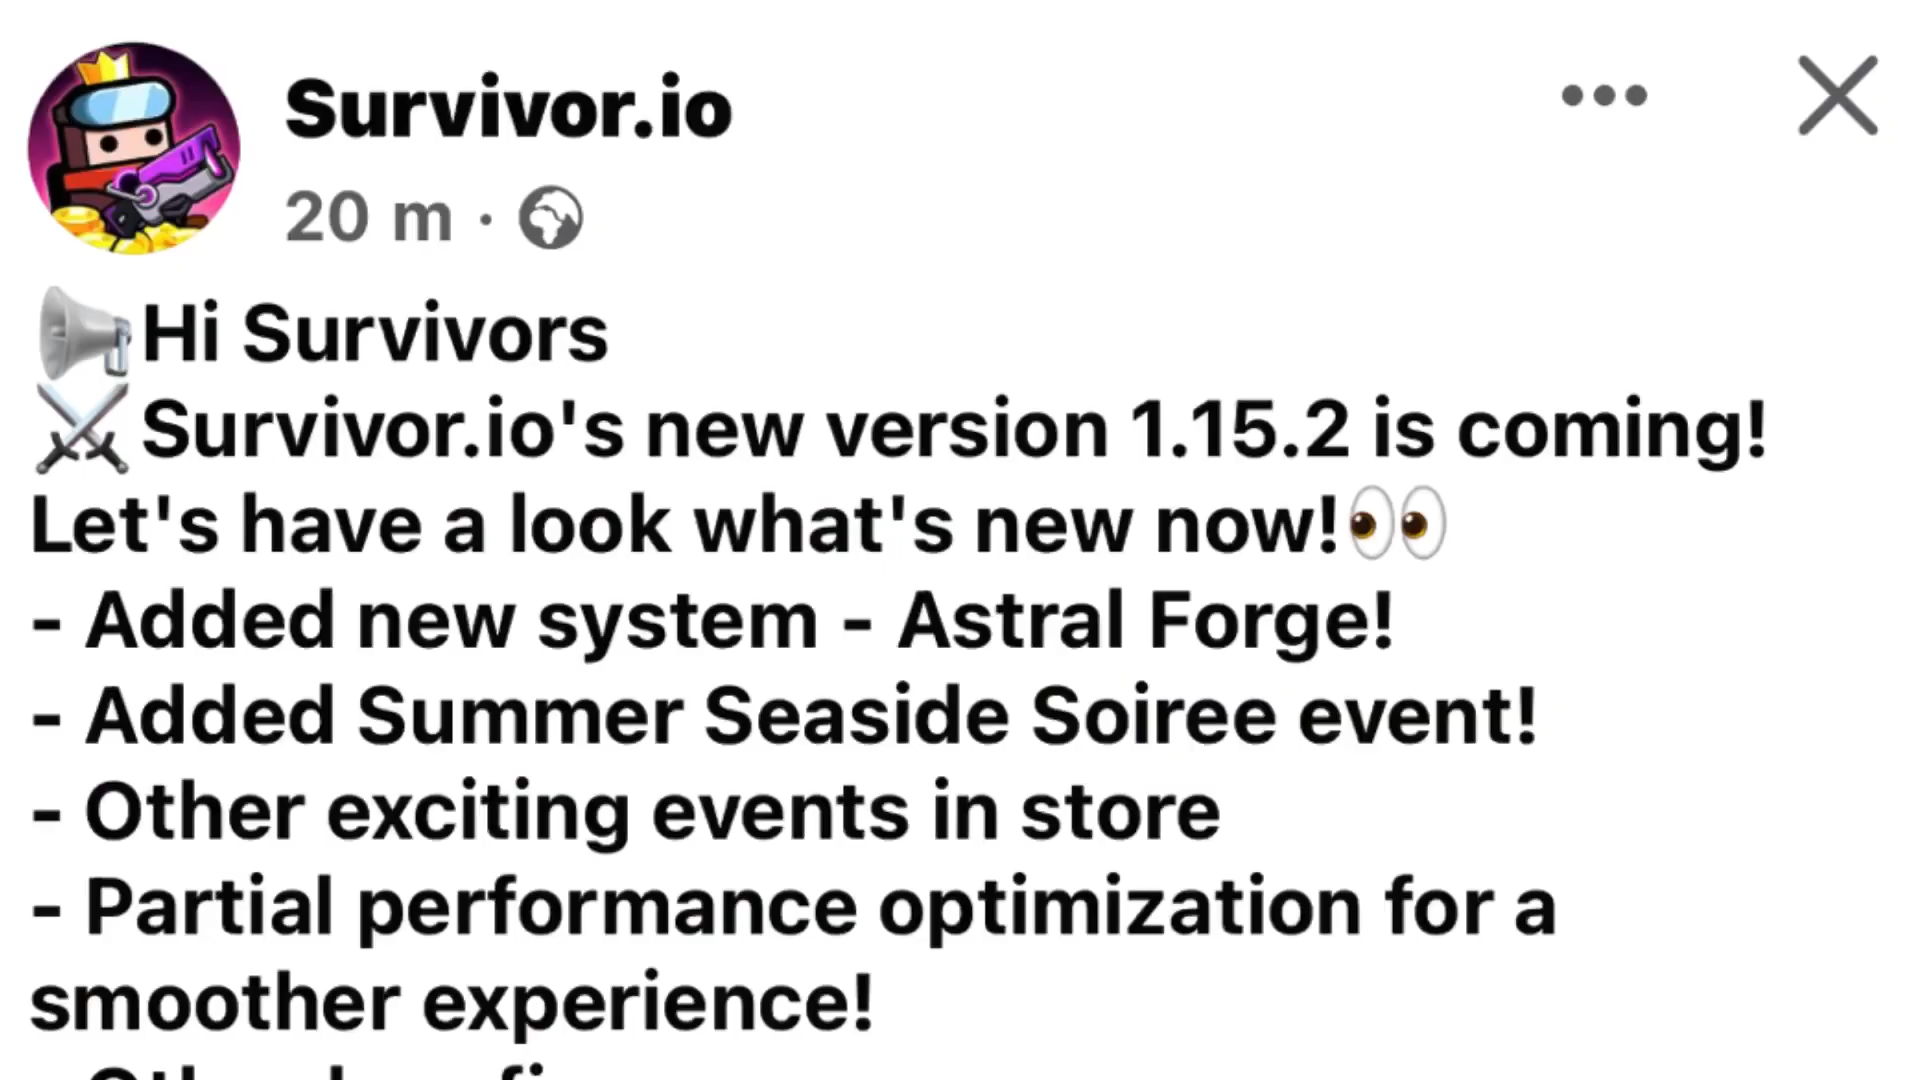 Survivor.io
20 m ·
📢Hi Survivors
⚔️Survivor.io's new version 1.15.2 is coming!
Let's have a look what's new now!👀
- Added new system - Astral Forge!
- Added Summer Seaside Soiree event!
- Other exciting events in store
- Partial performance optimization for a
smoother experience!